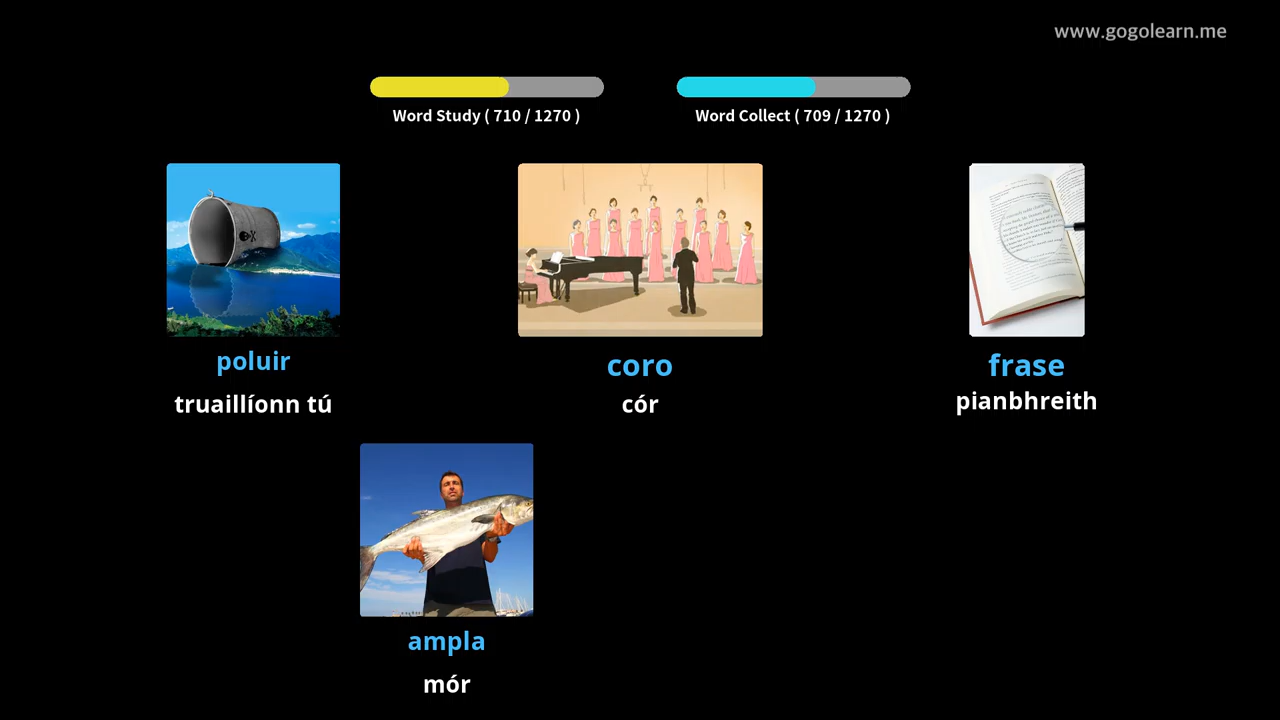 www.gogolearn.me
Word Study ( 710 / 1270 )
Word Collect ( 709 / 1270 )
poluir
truaillíonn tú
coro
cór
frase
pianbhreith
ampla
mór